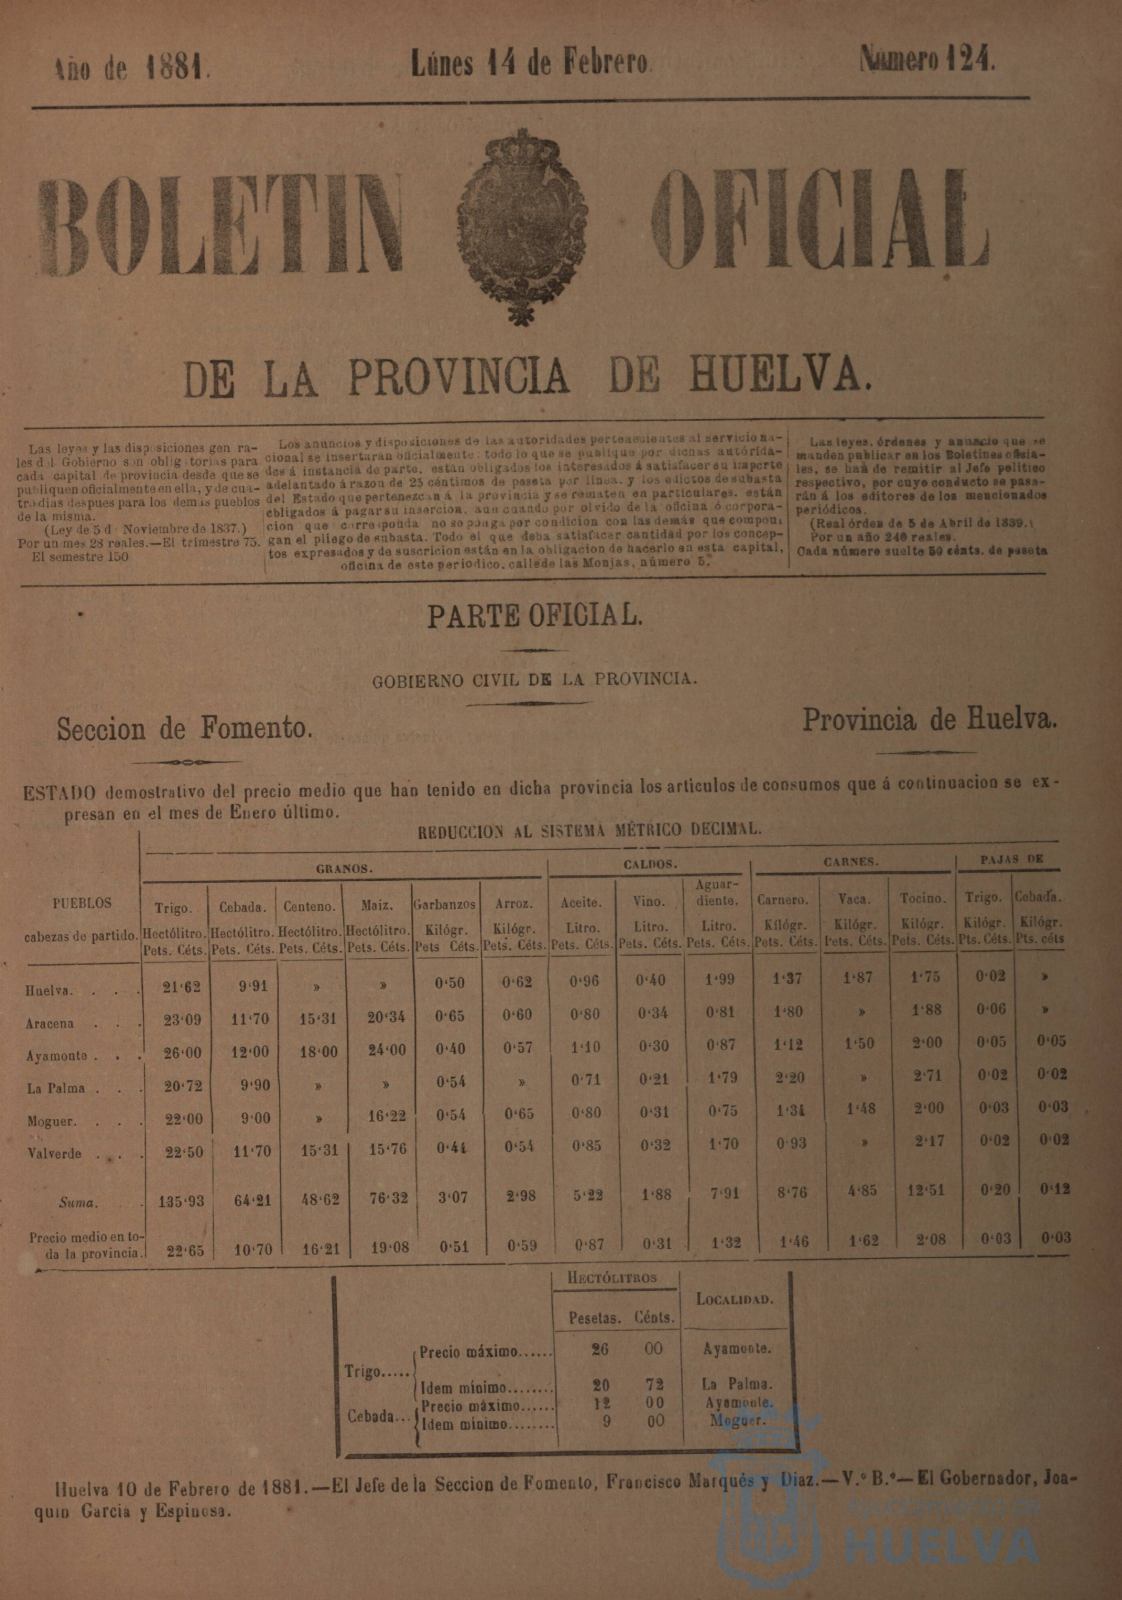 Año de 1881. Lúnes 14 de Febrero. Numero 124.
BOLETIN OFICIAL
DE LA PROVINCIA DE HUELVA.
Las leyes y las disposiciones gen rales d l Gobierno son oblig torias para
cada capital de provincia desde que se
publiquen oficialmente en ella, y de cuatro dias despues para los demas pueblos
de la misma.
(Ley de 5 d Noviembre de 1837.)
Por un mes 28 reales.—El trimestre 75.
El semestre 150
Los anuncios y disposiciones de las autoridades pertenecientes al servicio nacional se insertarán oficialmente: todo lo que se publique por dichas autoridades á instancia de parte, están obligados los interesados á satisfacer su importe
adelantado á razon de 25 céntimos de peseta por línea, y los edictos de subasta
del Estado que pertenezcan á la provincia y se rematen en particulares, están
obligados á pagar su insercion, aun cuando por olvido de la oficina ó corporacion que corresponda no se ponga por condicion con las demás que compongan el pliego de subasta. Todo el que deba satisfacer cantidad por los conceptos expresados y de suscricion están en la obligacion de hacerlo en esta capital,
oficina de este periodico, calle de las Monjas, número 5.
Las leyes, órdenes y anuncio que se
manden publicar en los Boletines oficiales, se han de remitir al Jefe politico
respectivo, por cuyo conducto se pasarán á los editores de los mencionados
periódicos.
(Real órden de 5 de Abril de 1839.)
Por un año 240 reales.
Cada número suelto 50 cénts. de peseta
PARTE OFICIAL.
GOBIERNO CIVIL DE LA PROVINCIA.
Seccion de Fomento. Provincia de Huelva.
ESTADO demostrativo del precio medio que han tenido en dicha provincia los articulos de consumos que á continuacion se expresan en el mes de Enero último.
REDUCCION AL SISTEMA MÉTRICO DECIMAL.
GRANOS. CALDOS. CARNES. PAJAS DE
PUEBLOS cabezas de partido. Trigo. Cebada. Centeno. Maiz. Garbanzos Arroz. Aceite. Vino. Aguardiente. Carnero. Vaca. Tocino. Trigo. Cebada.
Hectólitro. Hectólitro. Hectólitro. Hectólitro. Kilógr. Kilógr. Litro. Litro. Litro. Kilógr. Kilógr. Kilógr. Kilógr. Kilógr.
Pets. Céts. Pets. Céts. Pets. Céts. Pets. Céts. Pets Céts. Pets. Céts. Pets. Céts. Pets. Céts. Pets. Céts. Pets. Céts. Pets. Céts. Pets. Céts. Pts. Céts. Pts. céts
Huelva. . . . 21'62 9'91 » » 0'50 0'62 0'96 0'40 1'99 1'37 1'87 1'75 0'02 »
Aracena . . . 23'09 11'70 15'31 20'34 0'65 0'60 0'80 0'34 0'81 1'80 » 1'88 0'06 »
Ayamonte . . . 26'00 12'00 18'00 24'00 0'40 0'57 1'10 0'30 0'87 1'12 1'50 2'00 0'05 0'05
La Palma . . . 20'72 9'90 » » 0'54 » 0'71 0'21 1'79 2'20 » 2'71 0'02 0'02
Moguer. . . . 22'00 9'00 » 16'22 0'54 0'65 0'80 0'31 0'75 1'34 1'48 2'00 0'03 0'03
Valverde . . . 22'50 11'70 15'31 15'76 0'44 0'54 0'85 0'32 1'70 0'93 » 2'17 0'02 0'02
Suma. . . 135'93 64'21 48'62 76'32 3'07 2'98 5'22 1'88 7'91 8'76 4'85 12'51 0'20 0'12
Precio medio en toda la provincia. 22'65 10'70 16'21 19'08 0'51 0'59 0'87 0'31 1'32 1'46 1'62 2'08 0'03 0'03
HECTÓLITROS LOCALIDAD.
Pesetas. Cénts.
Trigo..... Precio máximo...... 26 00 Ayamonte.
Idem mínimo........ 20 72 La Palma.
Cebada... Precio máximo...... 12 00 Ayamonte.
Idem mínimo........ 9 00 Moguer.
Huelva 10 de Febrero de 1881.—El Jefe de la Seccion de Fomento, Francisco Marqués y Diaz.—V.º B.º—El Gobernador, Joaquin Garcia y Espinosa.
Ayuntamiento de
HUELVA